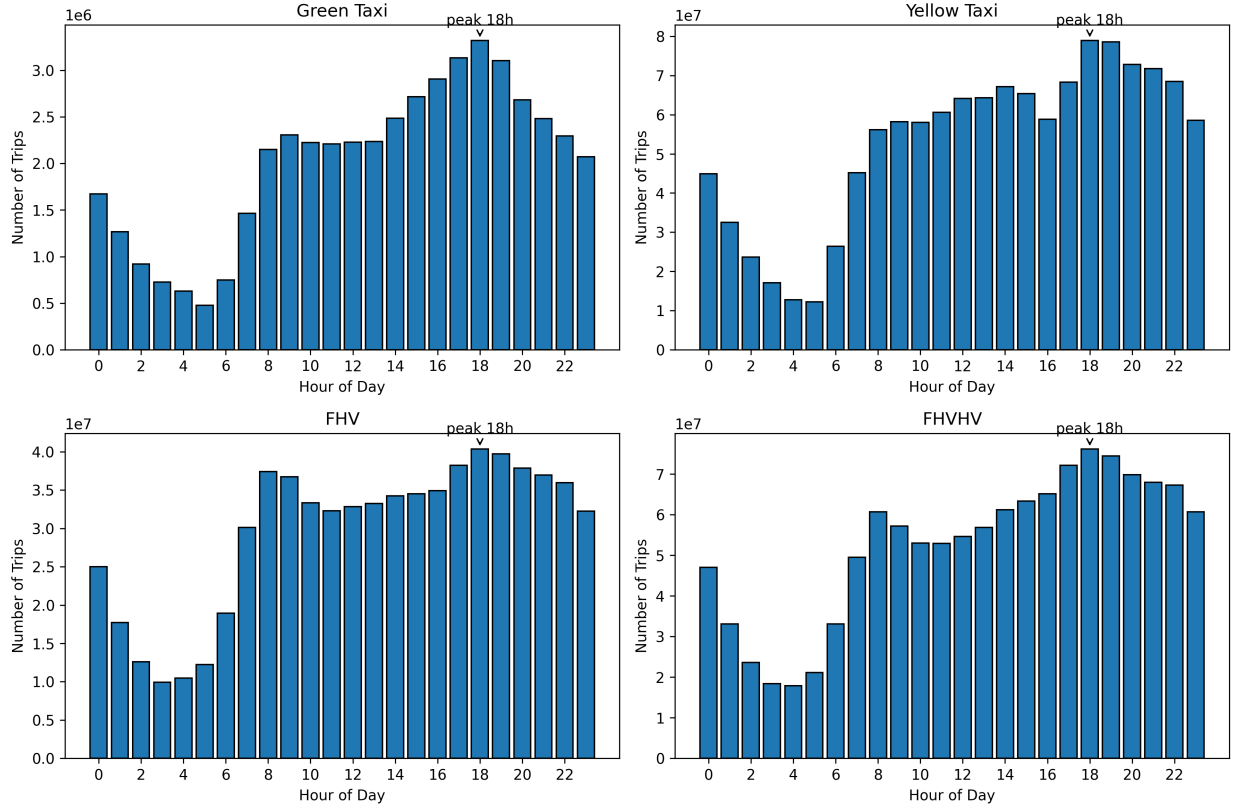 Green Taxi
1e6
peak 18h
3.0
2.5
2.0
1.5
1.0
0.5
0.0
Number of Trips
0 2 4 6 8 10 12 14 16 18 20 22
Hour of Day
Yellow Taxi
1e7
peak 18h
8
7
6
5
4
3
2
1
0
Number of Trips
0 2 4 6 8 10 12 14 16 18 20 22
Hour of Day
FHV
1e7
peak 18h
4.0
3.5
3.0
2.5
2.0
1.5
1.0
0.5
0.0
Number of Trips
0 2 4 6 8 10 12 14 16 18 20 22
Hour of Day
FHVHV
1e7
peak 18h
7
6
5
4
3
2
1
0
Number of Trips
0 2 4 6 8 10 12 14 16 18 20 22
Hour of Day